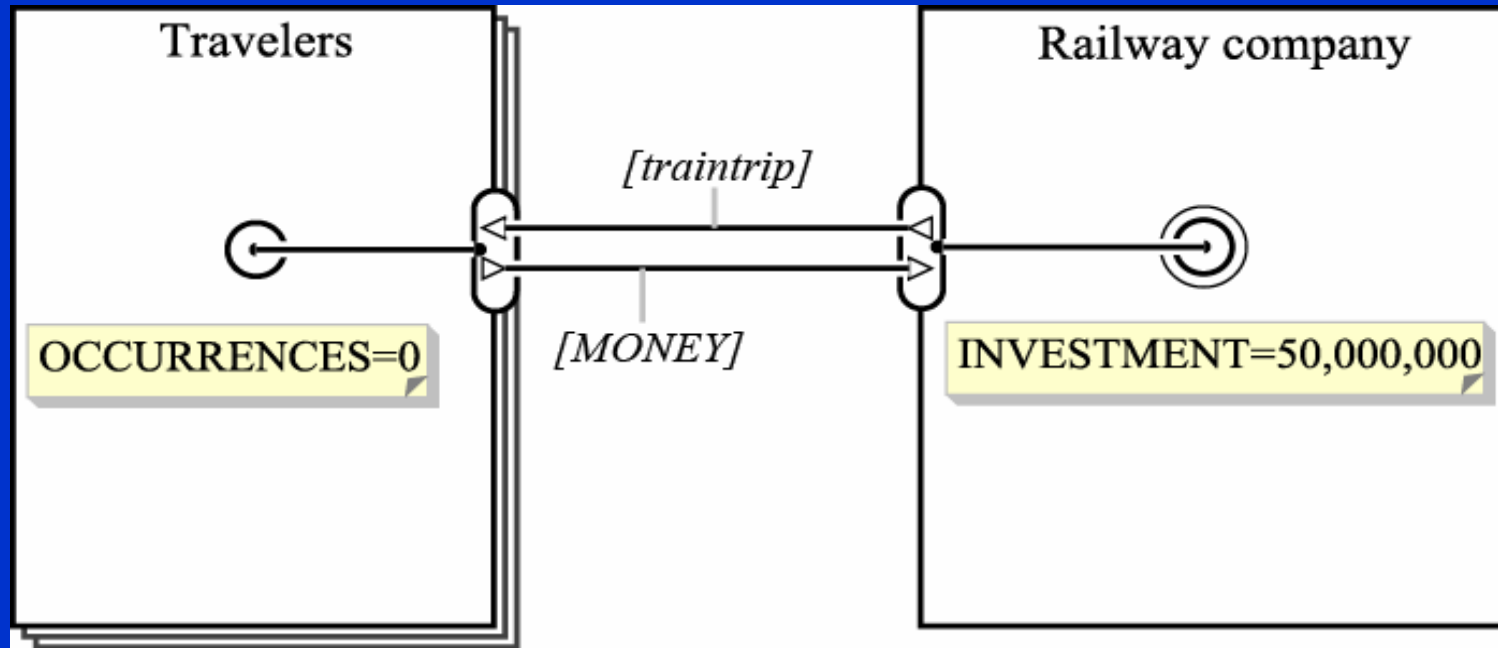 Travelers
Railway company
[traintrip]
[MONEY]
OCCURRENCES=0
INVESTMENT=50,000,000